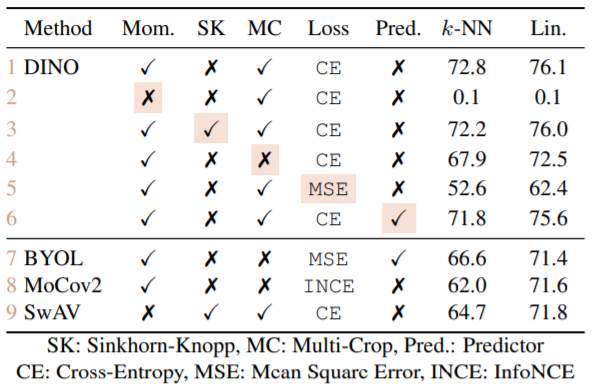 Method Mom. SK MC Loss Pred. k-NN Lin.
1 DINO ✓ ✗ ✓ CE ✗ 72.8 76.1
2 ✗ ✗ ✓ CE ✗ 0.1 0.1
3 ✓ ✓ ✓ CE ✗ 72.2 76.0
4 ✓ ✗ ✗ CE ✗ 67.9 72.5
5 ✓ ✗ ✓ MSE ✗ 52.6 62.4
6 ✓ ✗ ✓ CE ✓ 71.8 75.6
7 BYOL ✓ ✗ ✗ MSE ✓ 66.6 71.4
8 MoCov2 ✓ ✗ ✗ INCE ✗ 62.0 71.6
9 SwAV ✗ ✓ ✓ CE ✗ 64.7 71.8
SK: Sinkhorn-Knopp, MC: Multi-Crop, Pred.: Predictor
CE: Cross-Entropy, MSE: Mean Square Error, INCE: InfoNCE